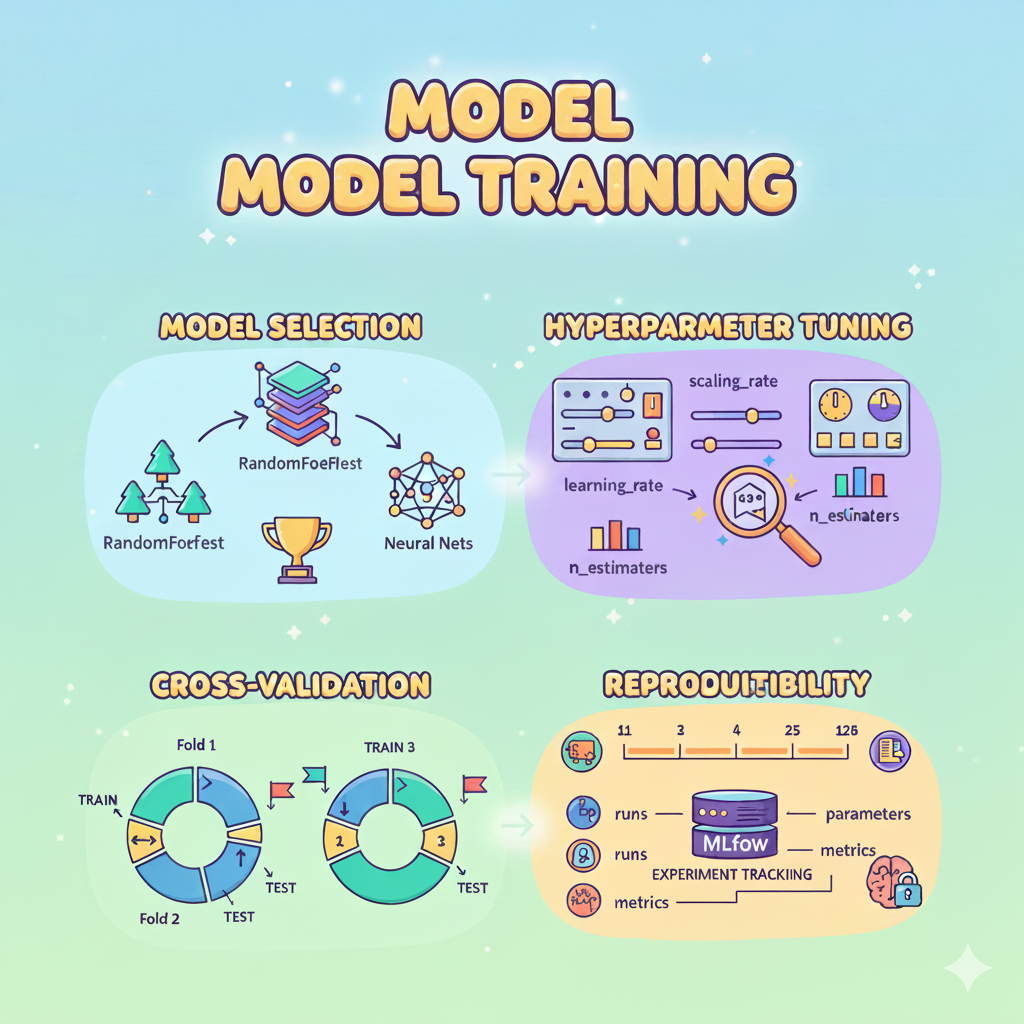 MODEL
MODEL TRAINING
MODEL SELECTION
RandomFoeFlest
RandomForfest
Neural Nets
HYPERPARMETER TUNING
scaling_rate
learning_rate
n_estimaters
n_estimaters
CROSS-VALIDATION
Fold 1
TRAIN
TEST
TEST
Fold 2
TRAIN 3
2
3
TEST
REPRODUITIBILITY
11 3 4 25 126
runs
parameters
MLfow
runs
metrics
EXPERIMENT TRACKIING
metrics